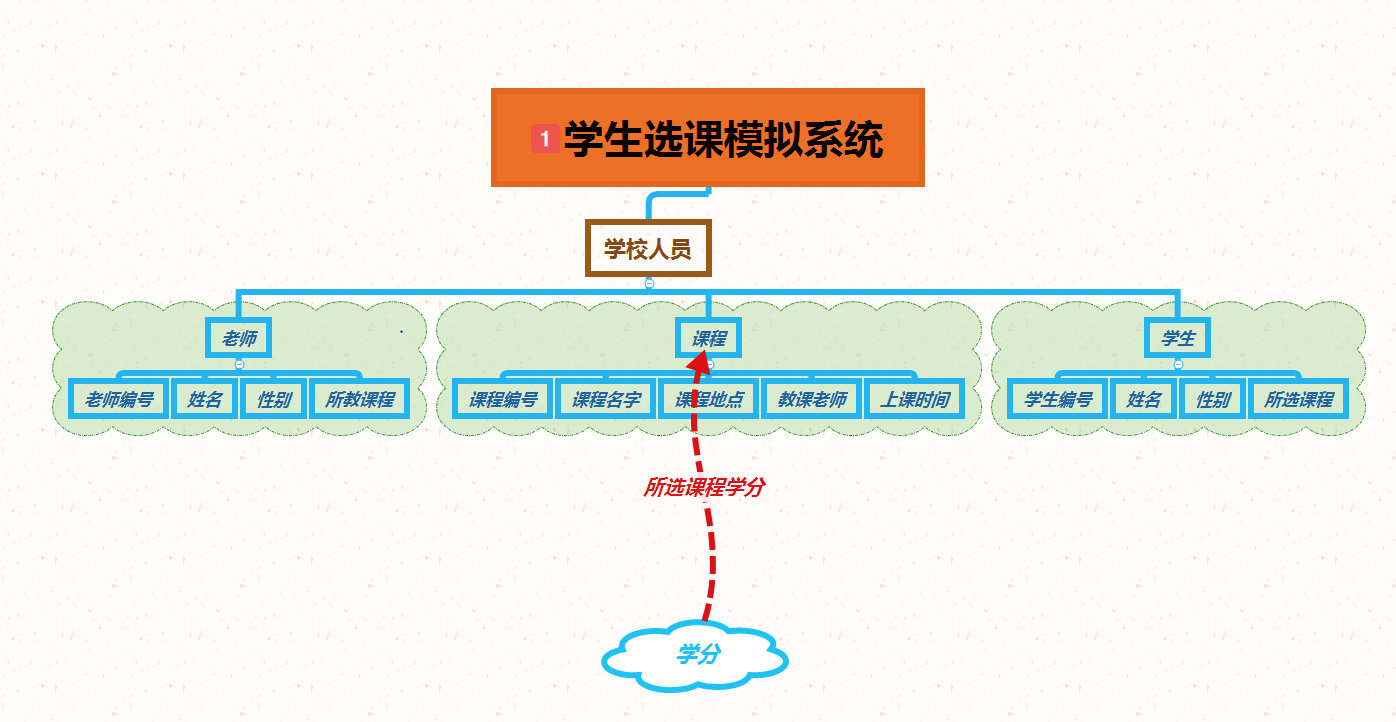 1 学生选课模拟系统
学校人员
老师 课程 学生
老师编号 姓名 性别 所教课程 课程编号 课程名字 课程地点 教课老师 上课时间 学生编号 姓名 性别 所选课程
所选课程学分
学分